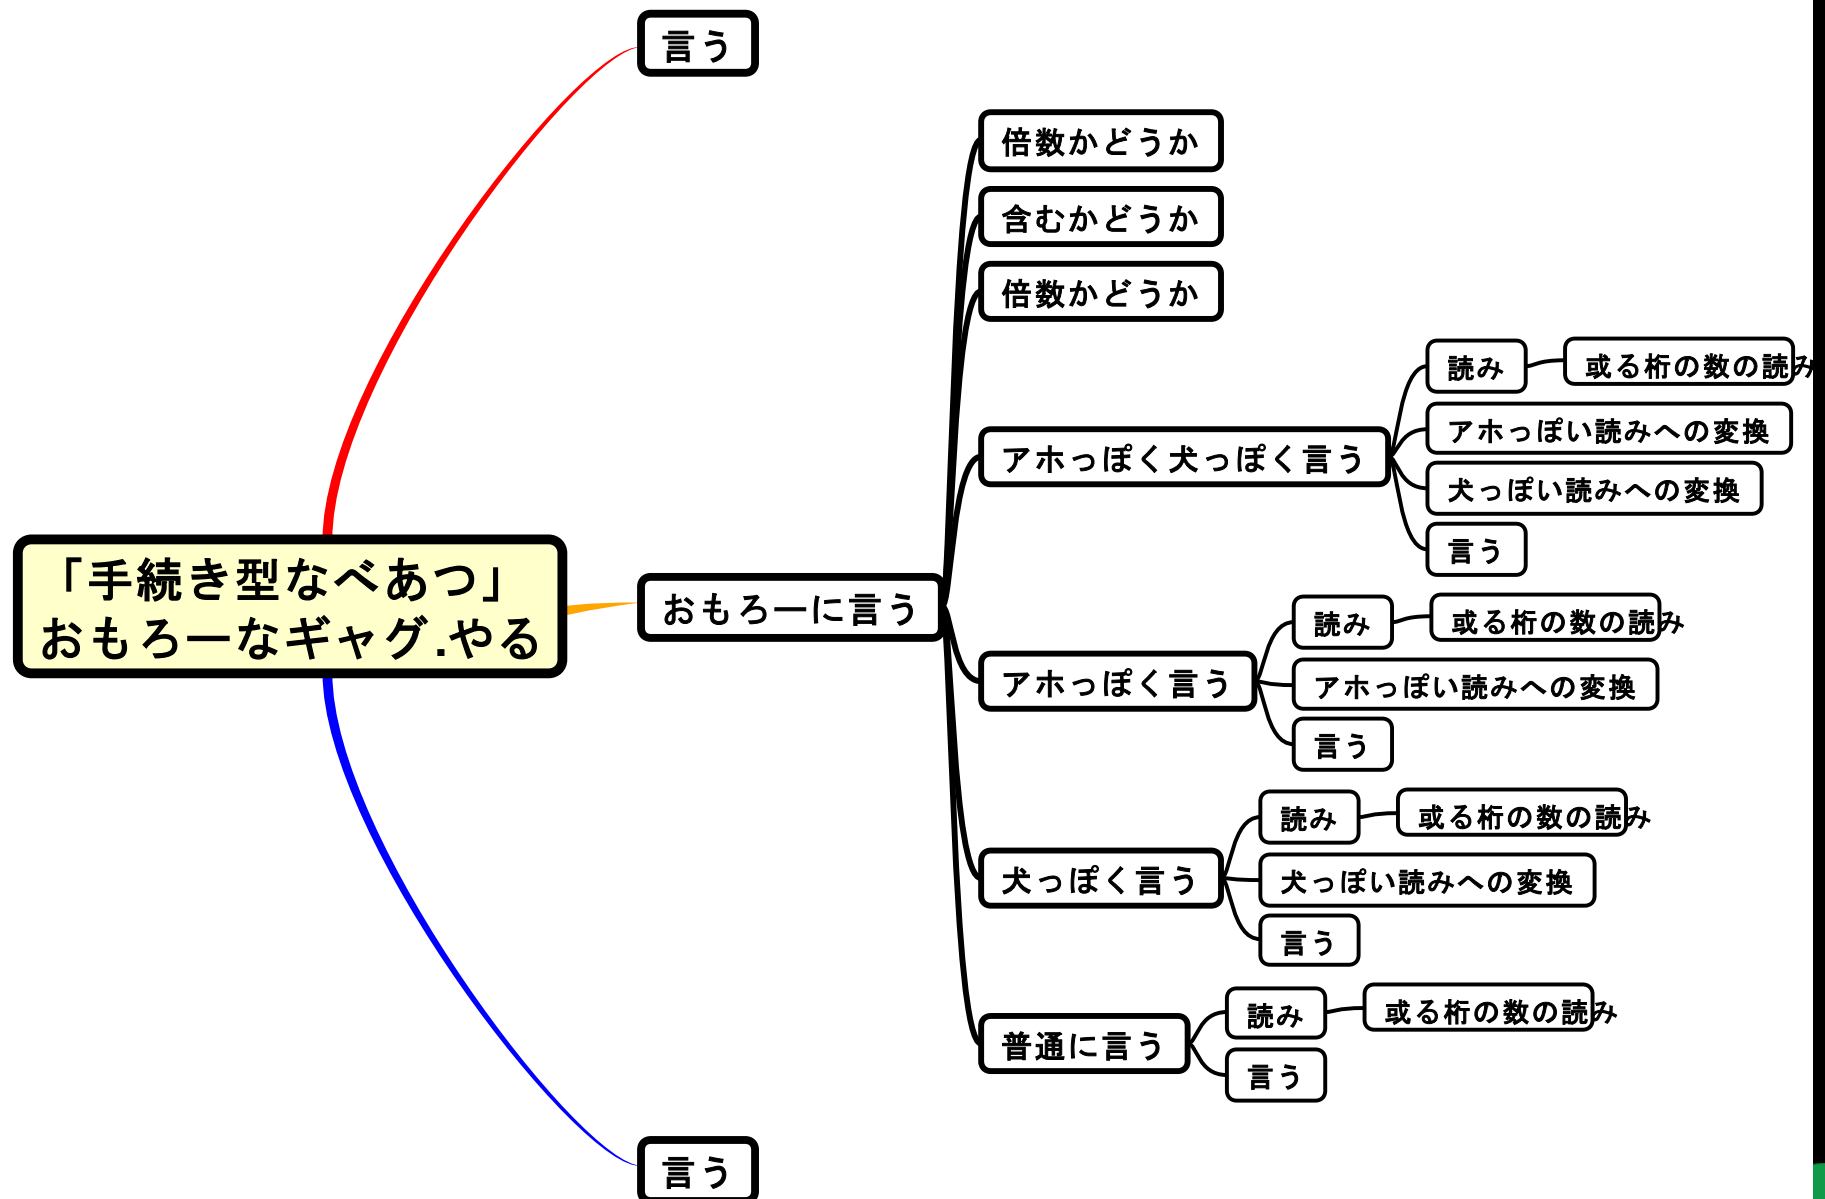 言う
「手続き型なべあつ」
おもろーなギャグ.やる
おもろーに言う
倍数かどうか
含むかどうか
倍数かどうか
アホっぽく犬っぽく言う
読み
或る桁の数の読み
アホっぽい読みへの変換
犬っぽい読みへの変換
言う
アホっぽく言う
読み
或る桁の数の読み
アホっぽい読みへの変換
言う
犬っぽく言う
読み
或る桁の数の読み
犬っぽい読みへの変換
言う
普通に言う
読み
或る桁の数の読み
言う
言う